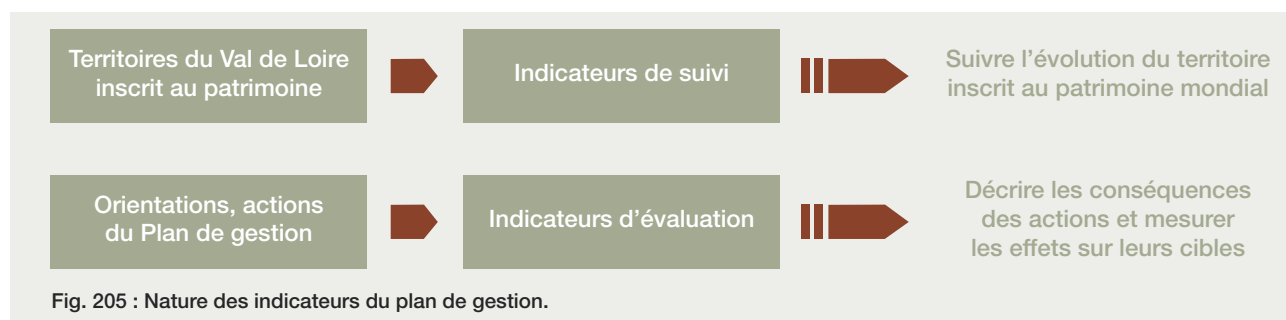 Territoires du Val de Loire
inscrit au patrimoine
Indicateurs de suivi
Suivre l’évolution du territoire
inscrit au patrimoine mondial
Orientations, actions
du Plan de gestion
Indicateurs d’évaluation
Décrire les conséquences
des actions et mesurer
les effets sur leurs cibles
Fig. 205 : Nature des indicateurs du plan de gestion.